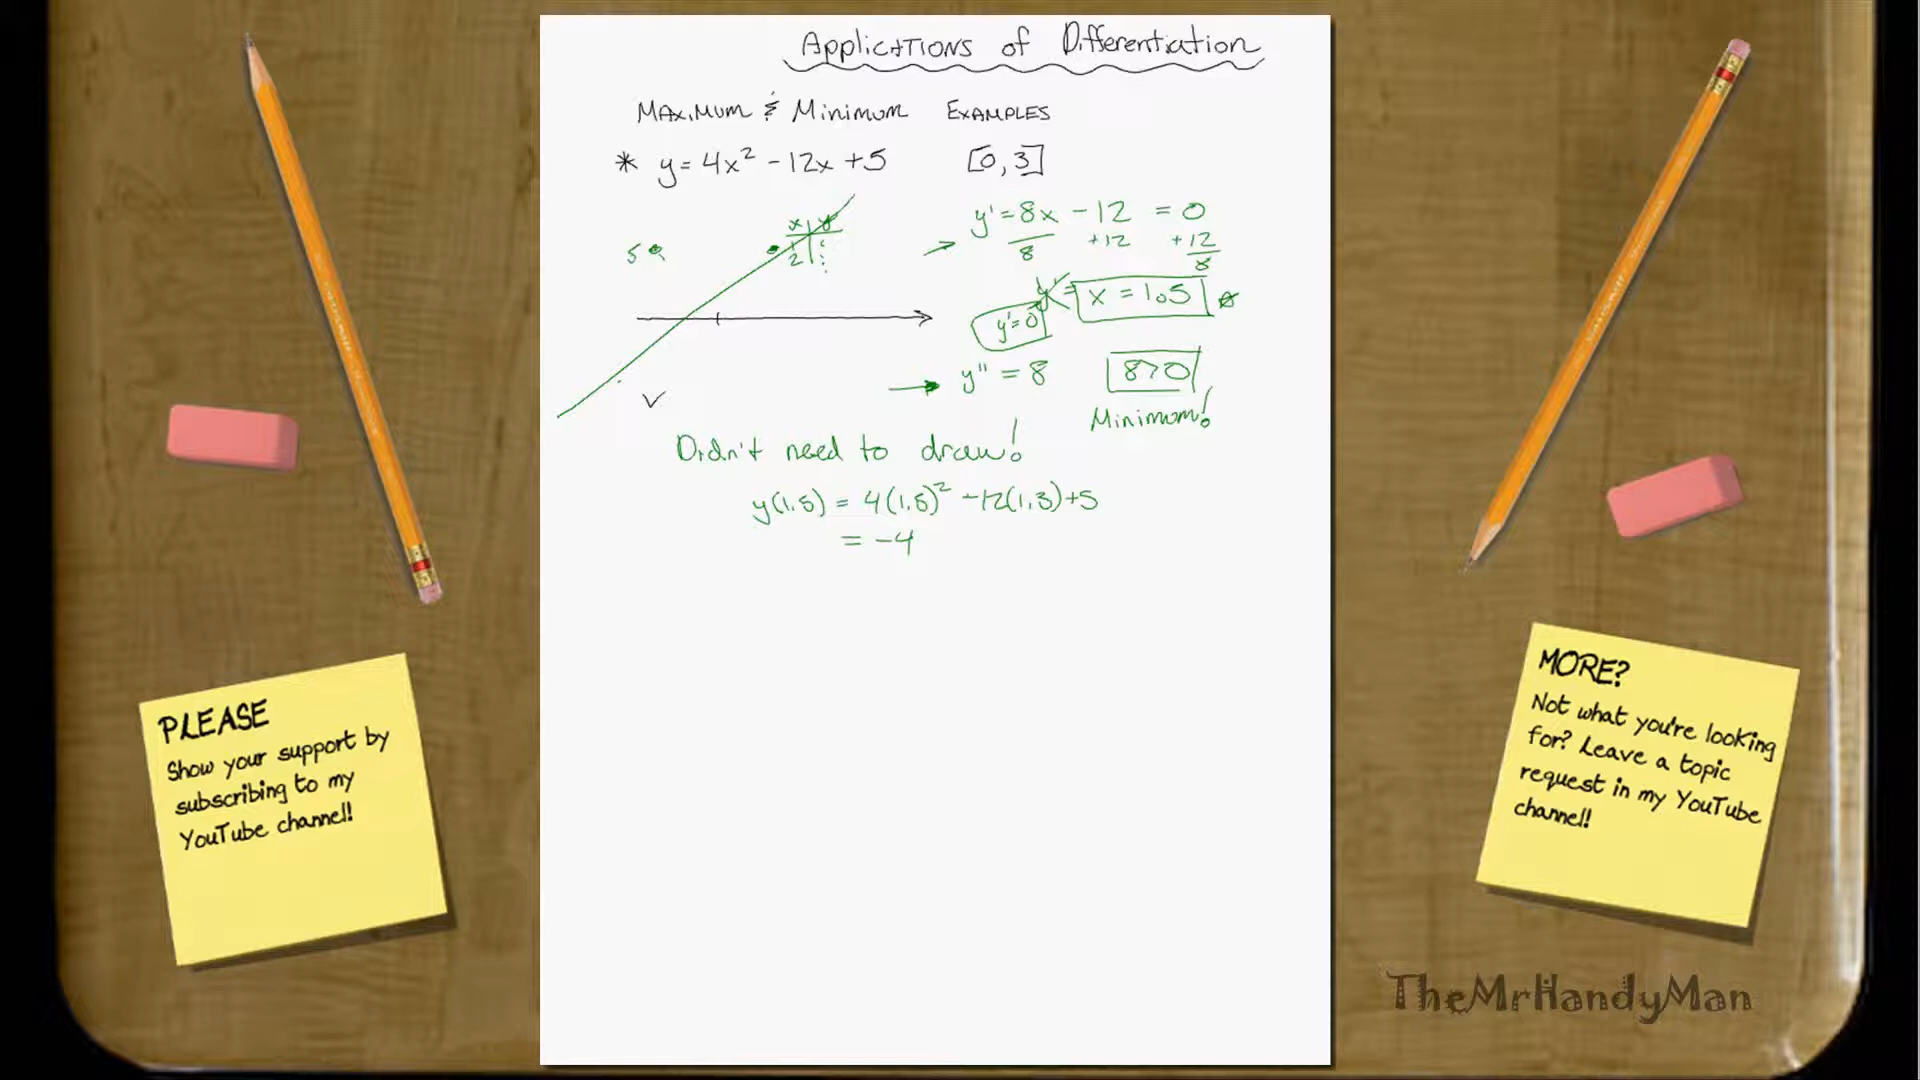 Applications of Differentiation
Maximum & Minimum Examples
* y = 4x² - 12x + 5 [0, 3]
y' = 8x - 12 = 0
8 +12 +12
8
x y
1
2
5
x = 1.5
y' = 0
y'' = 8 8 > 0
Minimum!
Didn't need to draw!
y(1.5) = 4(1.5)² - 12(1.3) + 5
= -4
PLEASE
Show your support by
subscribing to my
YouTube channel!
MORE?
Not what you're looking
for? Leave a topic
request in my YouTube
channel!
TheMrHandyMan